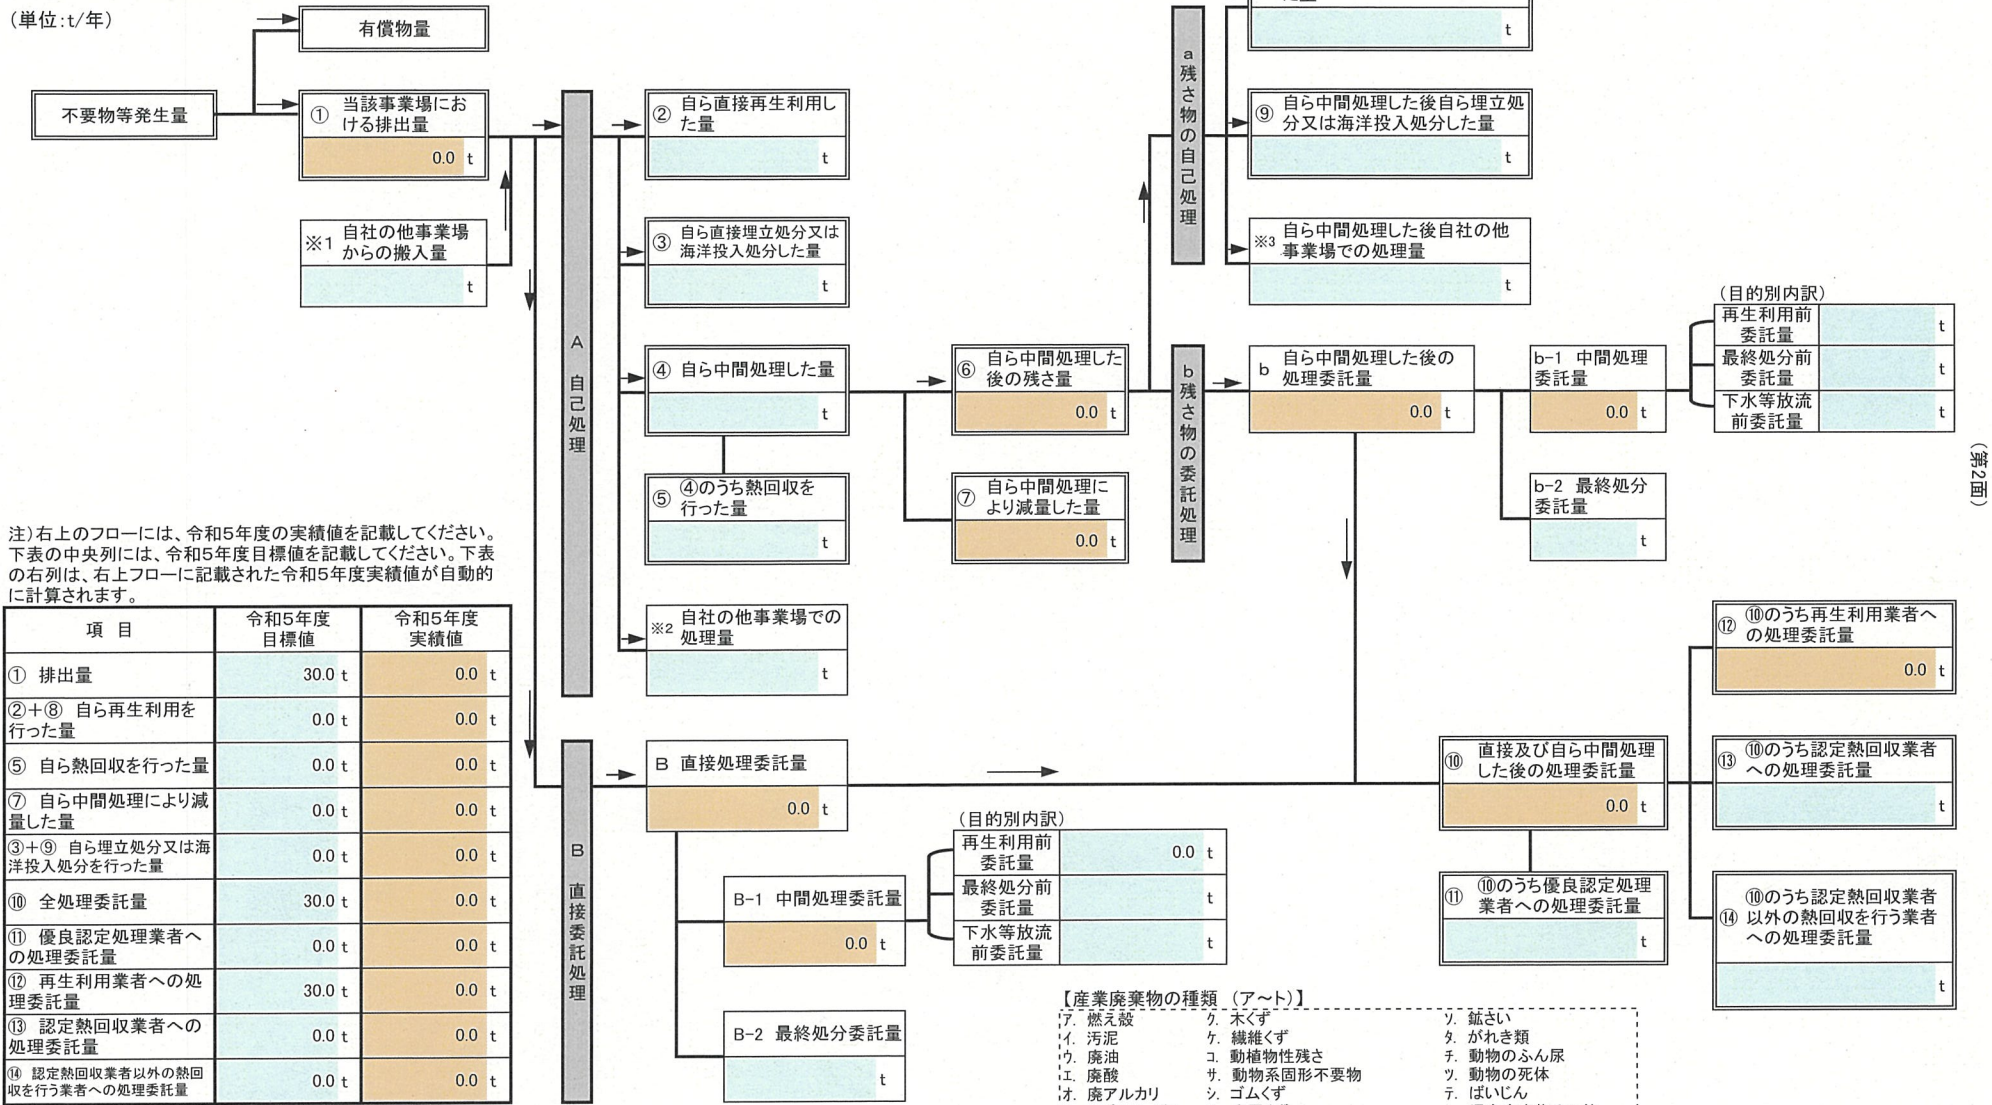 (単位:t/年)
有償物量
不要物等発生量
① 当該事業場にお
ける排出量
0.0 t
※1 自社の他事業場
からの搬入量
t
A 自己処理
② 自ら直接再生利用し
た量
t
③ 自ら直接埋立処分又は
海洋投入処分した量
t
④ 自ら中間処理した量
t
⑤ ④のうち熱回収を
行った量
t
※2 自社の他事業場での
処理量
t
⑥ 自ら中間処理した
後の残さ量
0.0 t
⑦ 自ら中間処理に
より減量した量
0.0 t
a 残さ物の自己処理
t
⑨ 自ら中間処理した後自ら埋立処
分又は海洋投入処分した量
t
※3 自ら中間処理した後自社の他
事業場での処理量
t
b 残さ物の委託処理
b 自ら中間処理した後の
処理委託量
0.0 t
b-1 中間処理
委託量
0.0 t
(目的別内訳)
再生利用前
委託量
t
最終処分前
委託量
t
下水等放流
前委託量
t
b-2 最終処分
委託量
t
(第2面)
注)右上のフローには、令和5年度の実績値を記載してください。
下表の中央列には、令和5年度目標値を記載してください。下表
の右列は、右上フローに記載された令和5年度実績値が自動的
に計算されます。
項 目
令和5年度
目標値
令和5年度
実績値
① 排出量
30.0 t
0.0 t
②+⑧ 自ら再生利用を
行った量
0.0 t
0.0 t
⑤ 自ら熱回収を行った量
0.0 t
0.0 t
⑦ 自ら中間処理により減
量した量
0.0 t
0.0 t
③+⑨ 自ら埋立処分又は海
洋投入処分を行った量
0.0 t
0.0 t
⑩ 全処理委託量
30.0 t
0.0 t
⑪ 優良認定処理業者へ
の処理委託量
0.0 t
0.0 t
⑫ 再生利用業者への処
理委託量
30.0 t
0.0 t
⑬ 認定熱回収業者への
処理委託量
0.0 t
0.0 t
⑭ 認定熱回収業者以外の熱回
収を行う業者への処理委託量
0.0 t
0.0 t
B 直接委託処理
B 直接処理委託量
0.0 t
B-1 中間処理委託量
0.0 t
(目的別内訳)
再生利用前
委託量
0.0 t
最終処分前
委託量
t
下水等放流
前委託量
t
B-2 最終処分委託量
t
⑩ 直接及び自ら中間処理
した後の処理委託量
0.0 t
⑪ ⑩のうち優良認定処理
業者への処理委託量
t
⑫ ⑩のうち再生利用業者へ
の処理委託量
0.0 t
⑬ ⑩のうち認定熱回収業者
への処理委託量
t
⑭ ⑩のうち認定熱回収業者
以外の熱回収を行う業者
への処理委託量
t
【産業廃棄物の種類 (ア～ト)】
ア. 燃え殻
イ. 汚泥
ウ. 廃油
エ. 廃酸
オ. 廃アルカリ
ク. 木くず
ケ. 繊維くず
コ. 動植物性残さ
サ. 動物系固形不要物
シ. ゴムくず
ソ. 鉱さい
タ. がれき類
チ. 動物のふん尿
ツ. 動物の死体
テ. ばいじん